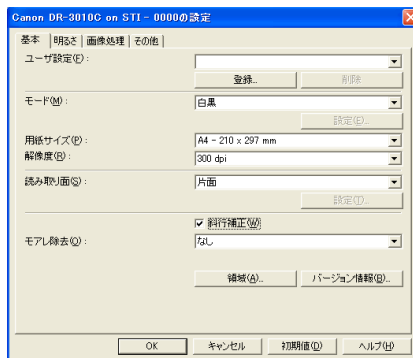 Canon DR-3010C on STI - 0000の設定
基本 明るさ 画像処理 その他
ユーザ設定(F):
登録... 削除
モード(M): 白黒
設定(E)...
用紙サイズ(P): A4 - 210 x 297 mm
解像度(R): 300 dpi
読み取り面(S): 片面
設定(T)...
斜行補正(W)
モアレ除去(O): なし
領域(A)... バージョン情報(B)...
OK キャンセル 初期値(D) ヘルプ(H)